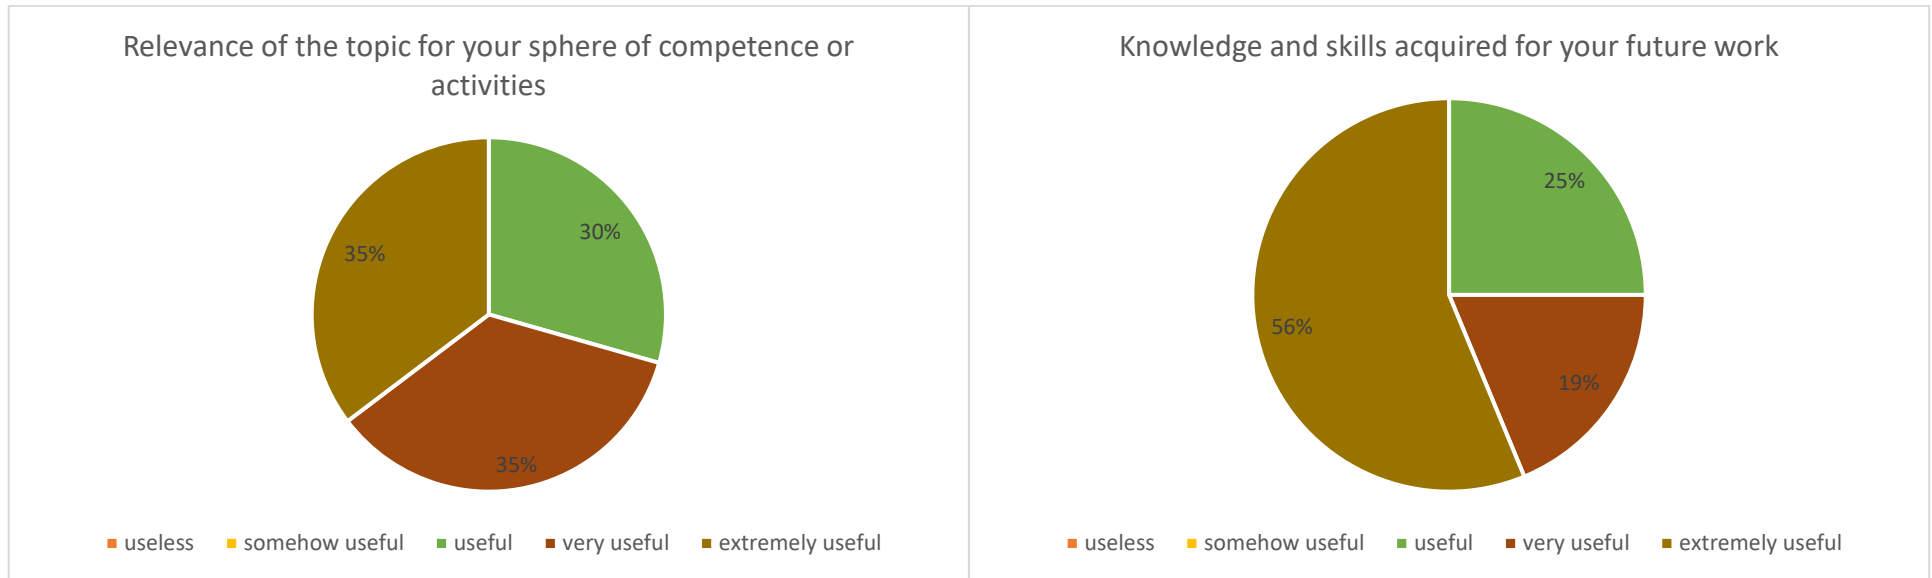 Relevance of the topic for your sphere of competence or
activities
30%
35%
35%
useless somehow useful useful very useful extremely useful
Knowledge and skills acquired for your future work
25%
56%
19%
useless somehow useful useful very useful extremely useful